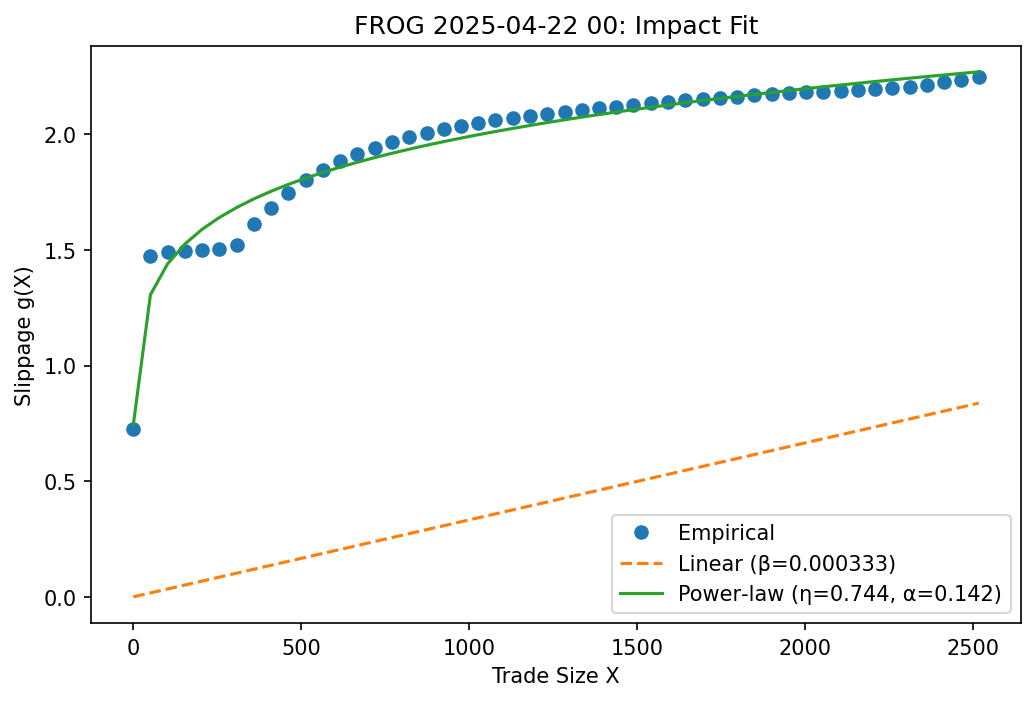 FROG 2025-04-22 00: Impact Fit
Slippage g(X)
2.0
1.5
1.0
0.5
0.0
0
500
1000
1500
2000
2500
Trade Size X
Empirical
Linear (β=0.000333)
Power-law (η=0.744, α=0.142)